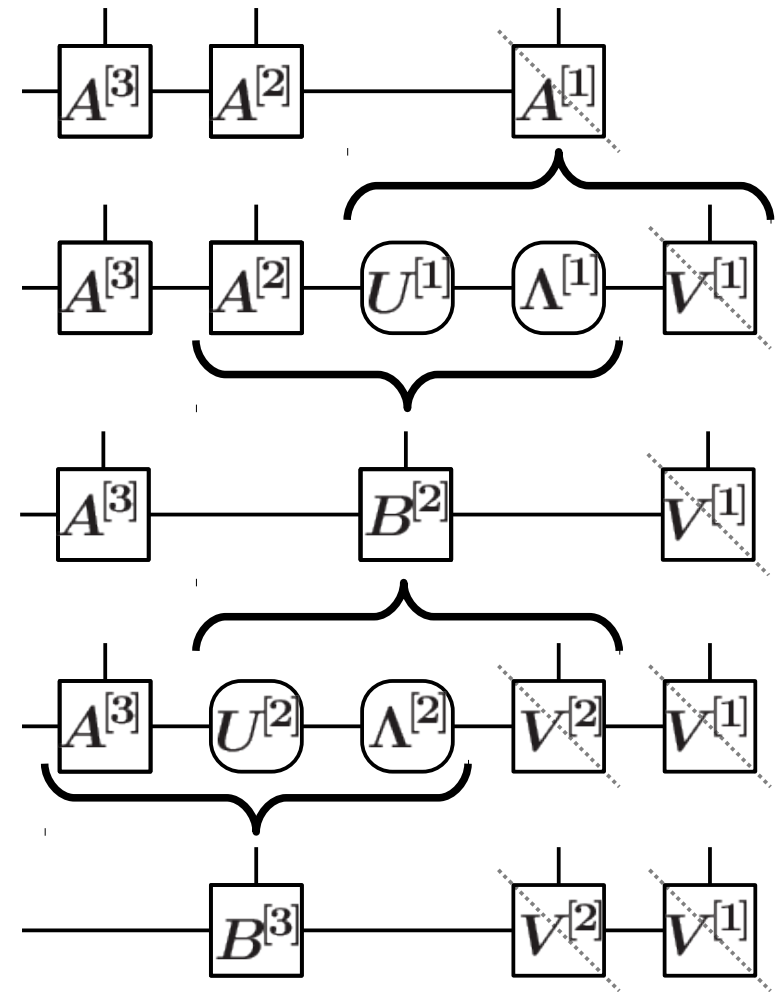 A[3] A[2] A[1]
A[3] A[2] U[1] Λ[1] V[1]
A[3] B[2] V[1]
A[3] U[2] Λ[2] V[2] V[1]
B[3] V[2] V[1]